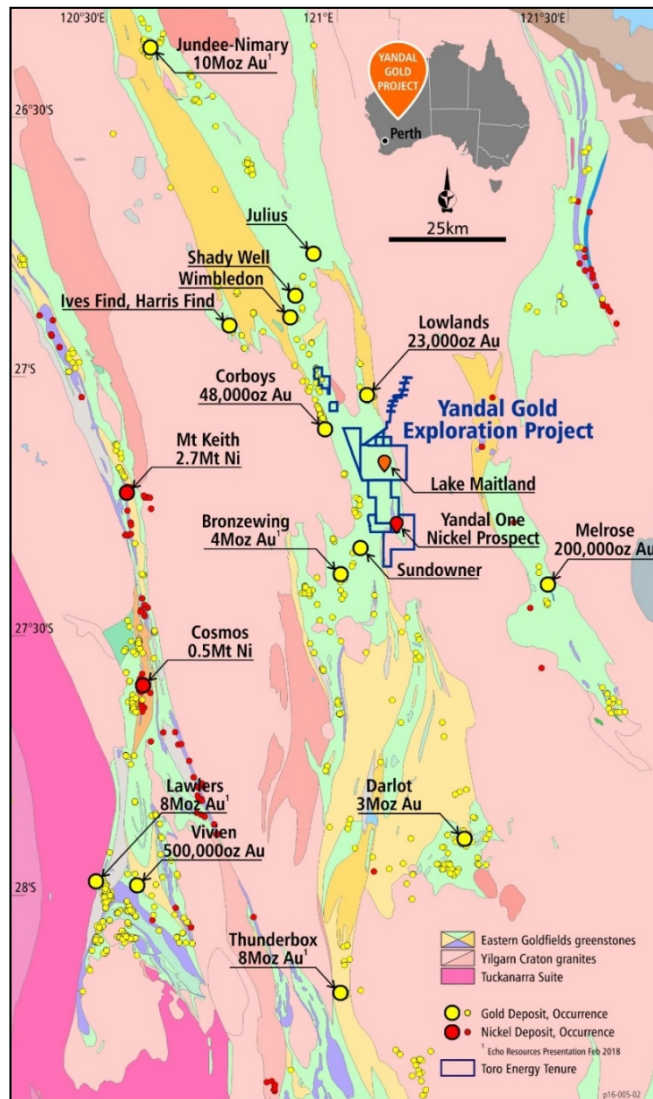 120°30'E
121°E
121°30'E
Jundee-Nimary
10Moz Au¹
YANDAL
GOLD
PROJECT
Perth
26°30'S
25km
Julius
Shady Well
Wimbledon
Ives Find, Harris Find
Lowlands
23,000oz Au
27°S
Corboys
48,000oz Au
Yandal Gold
Exploration Project
Mt Keith
2.7Mt Ni
Lake Maitland
Bronzewing
4Moz Au¹
Yandal One
Nickel Prospect
Melrose
200,000oz Au
Sundowner
27°30'S
Cosmos
0.5Mt Ni
Lawlers
8Moz Au¹
Darlot
3Moz Au
Vivien
500,000oz Au
28°S
Thunderbox
8Moz Au¹
Eastern Goldfields greenstones
Yilgarn Craton granites
Tuckanarra Suite
Gold Deposit, Occurrence
Nickel Deposit, Occurrence
¹ Echo Resources Presentation Feb 2018
Toro Energy Tenure
p16-005-02